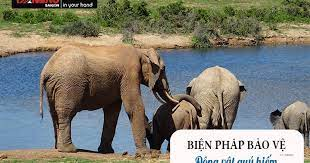 in your hand
BIỆN PHÁP BẢO VỆ
Động vật quý hiếm